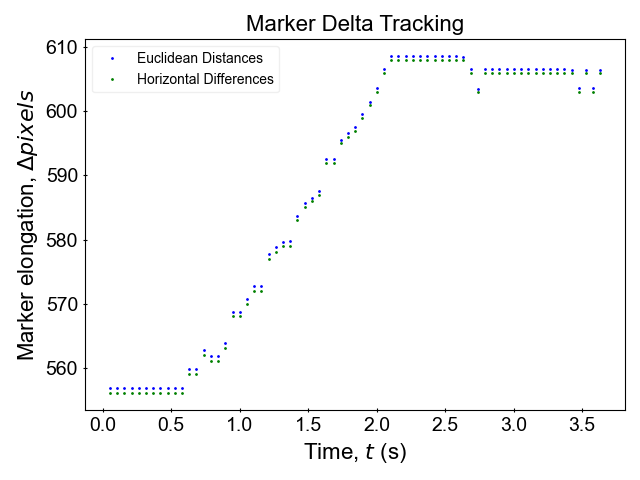 Marker Delta Tracking
Euclidean Distances
Horizontal Differences
Marker elongation, Δpixels
610
600
590
580
570
560
0.0 0.5 1.0 1.5 2.0 2.5 3.0 3.5
Time, t (s)